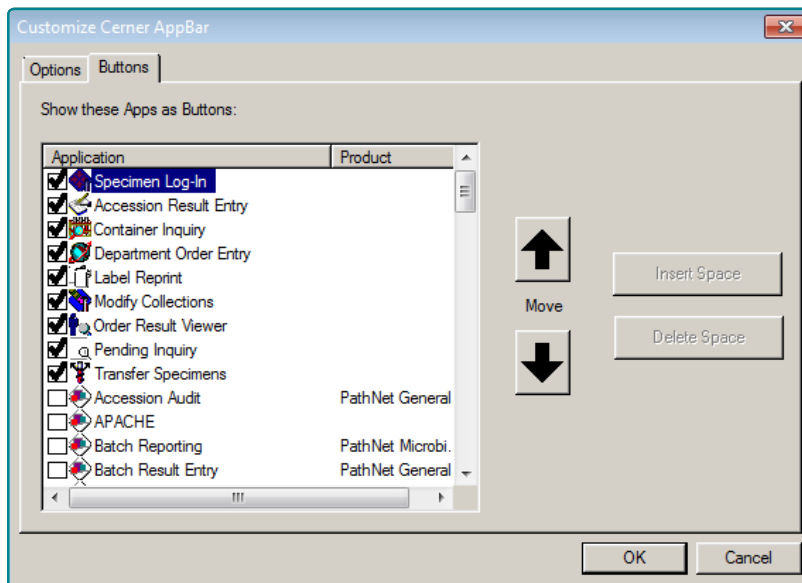 Customize Cerner AppBar
Options Buttons
Show these Apps as Buttons:
Application Product
Specimen Log-In
Accession Result Entry
Container Inquiry
Department Order Entry
Label Reprint
Modify Collections
Order Result Viewer
Pending Inquiry
Transfer Specimens
Accession Audit PathNet General
APACHE
Batch Reporting PathNet Microbi.
Batch Result Entry PathNet General
Move
Insert Space
Delete Space
OK Cancel